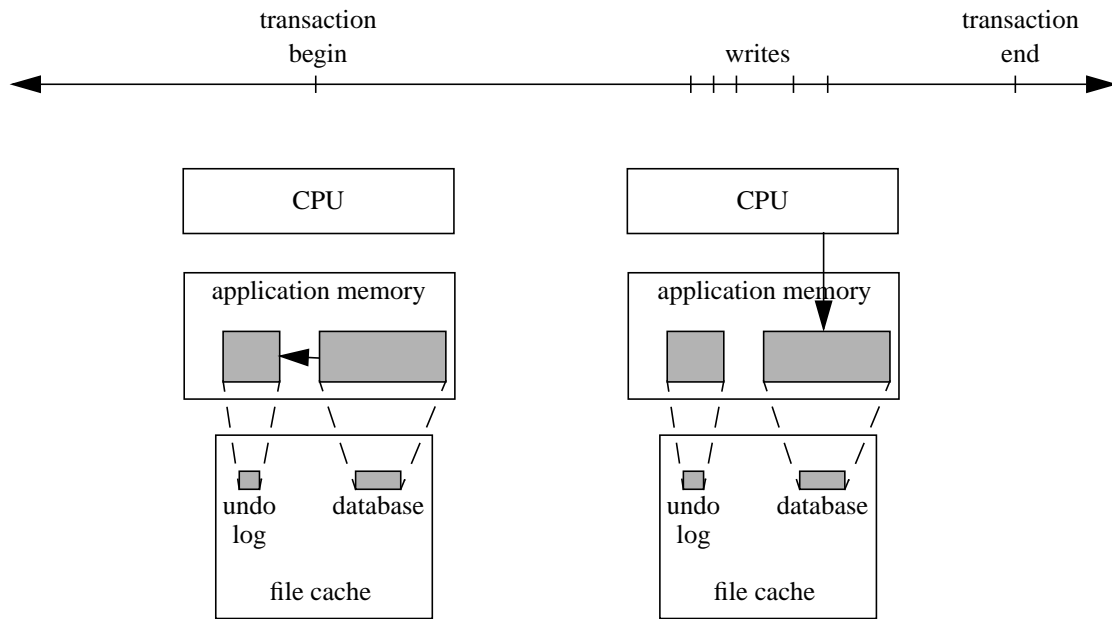 transaction
begin
writes
transaction
end
CPU
application memory
undo
log
database
file cache
CPU
application memory
undo
log
database
file cache